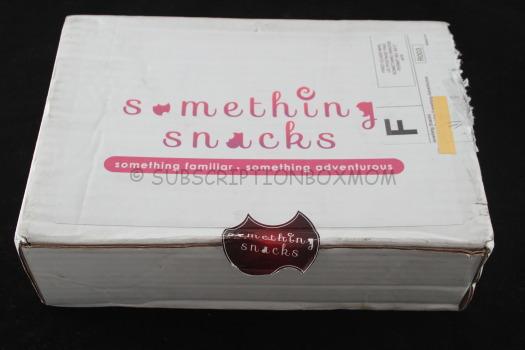 something
snacks
something familiar - something adventurous
© SUBSCRIPTIONBOXMOM
F
something
snacks